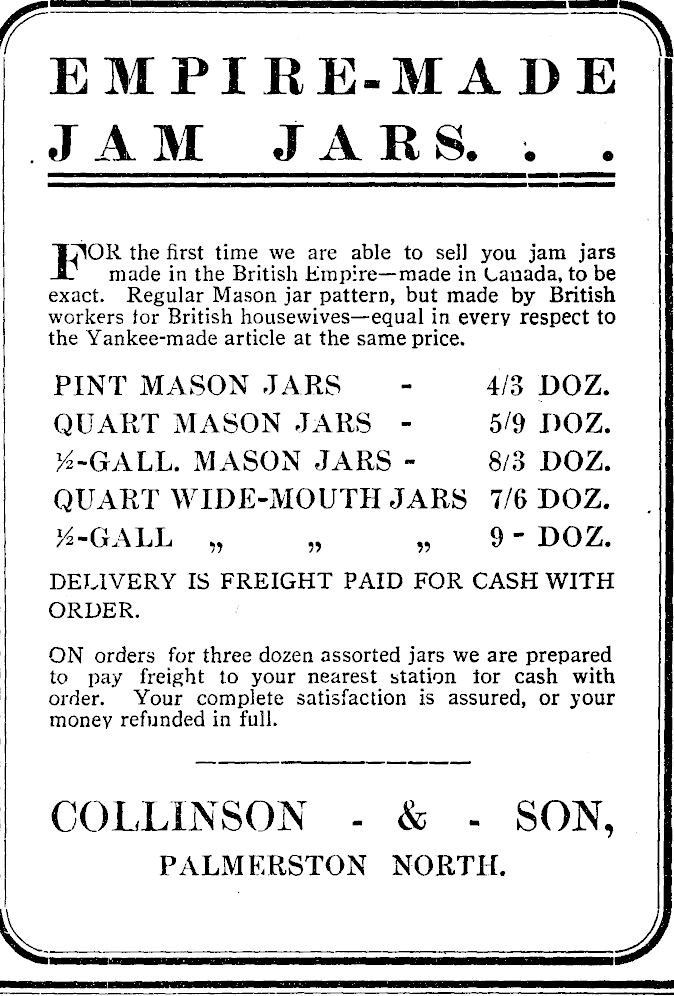 EMPIRE-MADE
JAM JARS. . .
FOR the first time we are able to sell you jam jars
made in the British Empire—made in Canada, to be
exact. Regular Mason jar pattern, but made by British
workers for British housewives—equal in every respect to
the Yankee-made article at the same price.
PINT MASON JARS - 4/3 DOZ.
QUART MASON JARS - 5/9 DOZ.
½-GALL. MASON JARS - 8/3 DOZ.
QUART WIDE-MOUTH JARS 7/6 DOZ.
½-GALL „ „ „ 9 - DOZ.
DELIVERY IS FREIGHT PAID FOR CASH WITH
ORDER.
ON orders for three dozen assorted jars we are prepared
to pay freight to your nearest station for cash with
order. Your complete satisfaction is assured, or your
money refunded in full.
COLLINSON - & - SON,
PALMERSTON NORTH.